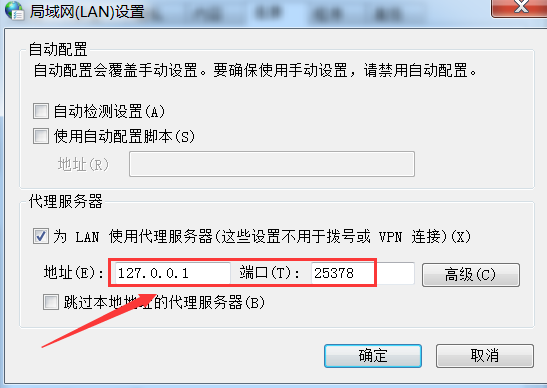 局域网(LAN)设置
自动配置
自动配置会覆盖手动设置。要确保使用手动设置，请禁用自动配置。
自动检测设置(A)
使用自动配置脚本(S)
地址(R)
代理服务器
为 LAN 使用代理服务器(这些设置不用于拨号或 VPN 连接)(X)
地址(E): 127.0.0.1 端口(T): 25378 高级(C)
跳过本地地址的代理服务器(B)
确定 取消